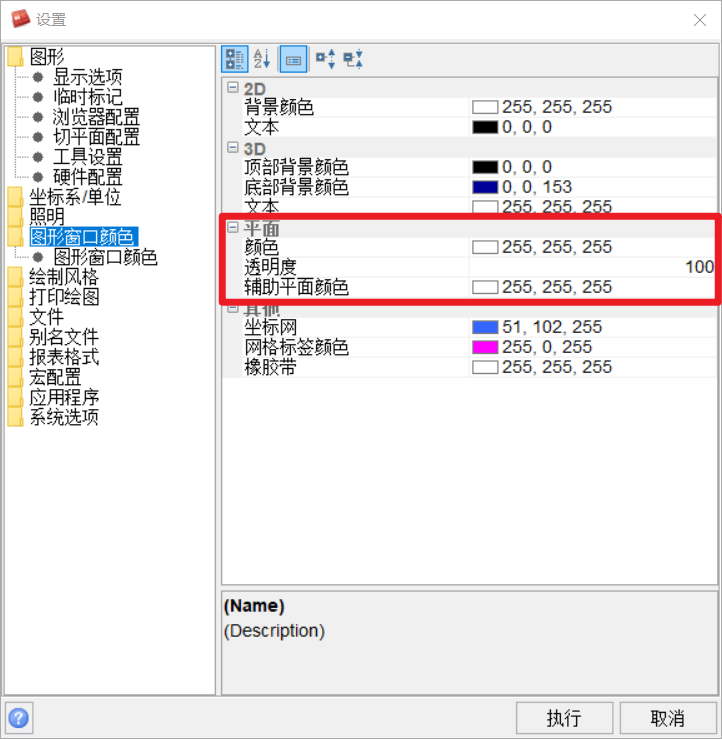 设置
图形
显示选项
临时标记
浏览器配置
切平面配置
工具设置
硬件配置
坐标系/单位
照明
图形窗口颜色
图形窗口颜色
绘制风格
打印绘图
文件
别名文件
报表格式
宏配置
应用程序
系统选项
2D
背景颜色 255, 255, 255
文本 0, 0, 0
3D
顶部背景颜色 0, 0, 0
底部背景颜色 0, 0, 153
文本 255, 255, 255
平面
颜色 255, 255, 255
透明度 100
辅助平面颜色 255, 255, 255
其他
坐标网 51, 102, 255
网格标签颜色 255, 0, 255
橡胶带 255, 255, 255
(Name)
(Description)
执行 取消